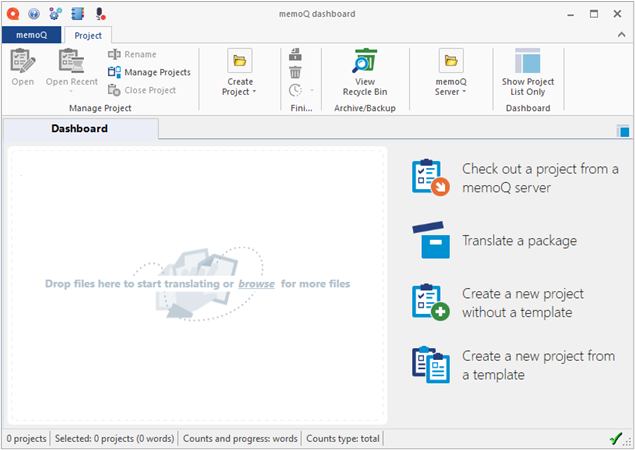 memoQ dashboard
memoQ
Project
Open
Open Recent
Rename
Manage Projects
Close Project
Manage Project
Create
Project
Fini...
View
Recycle Bin
Archive/Backup
memoQ
Server
Show Project
List Only
Dashboard
Dashboard
Drop files here to start translating or browse for more files
Check out a project from a
memoQ server
Translate a package
Create a new project
without a template
Create a new project from
a template
0 projects
Selected: 0 projects (0 words)
Counts and progress: words
Counts type: total